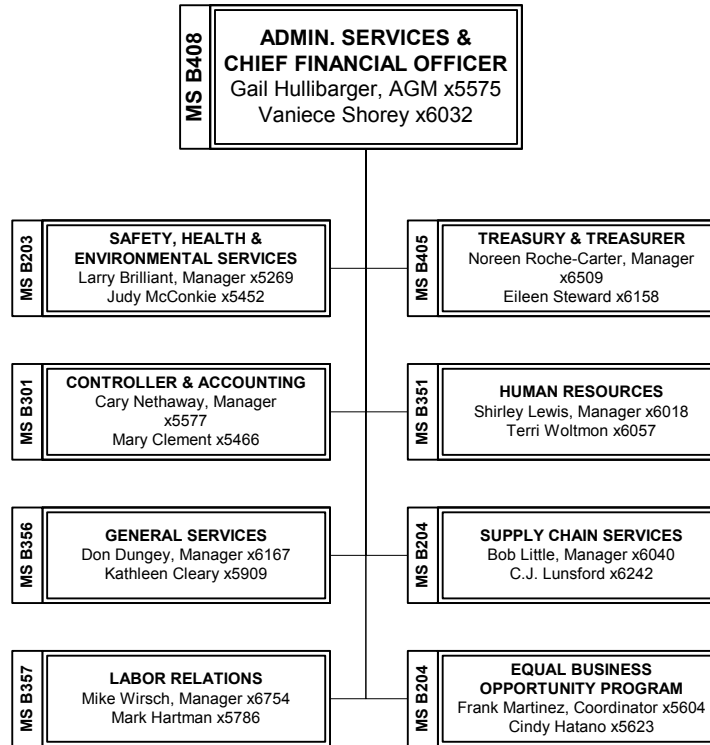 MS B408
ADMIN. SERVICES &
CHIEF FINANCIAL OFFICER
Gail Hullibarger, AGM x5575
Vaniece Shorey x6032
MS B203
SAFETY, HEALTH &
ENVIRONMENTAL SERVICES
Larry Brilliant, Manager x5269
Judy McConkie x5452
MS B405
TREASURY & TREASURER
Noreen Roche-Carter, Manager
x6509
Eileen Steward x6158
MS B301
CONTROLLER & ACCOUNTING
Cary Nethaway, Manager
x5577
Mary Clement x5466
MS B351
HUMAN RESOURCES
Shirley Lewis, Manager x6018
Terri Woltmon x6057
MS B356
GENERAL SERVICES
Don Dungey, Manager x6167
Kathleen Cleary x5909
MS B204
SUPPLY CHAIN SERVICES
Bob Little, Manager x6040
C.J. Lunsford x6242
MS B357
LABOR RELATIONS
Mike Wirsch, Manager x6754
Mark Hartman x5786
MS B204
EQUAL BUSINESS
OPPORTUNITY PROGRAM
Frank Martinez, Coordinator x5604
Cindy Hatano x5623